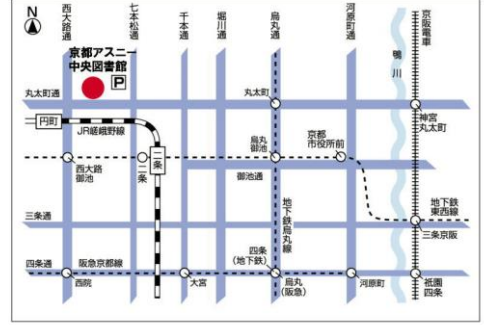 N
西大路通
七本松通
千本通
堀川通
烏丸通
河原町通
京阪電車
鴨川
京都アスニー
中央図書館
P
丸太町通
丸太町
神宮
丸太町
円町
JR嵯峨野線
二条
烏丸
御池
京都
市役所前
西大路
御池
二条
御池通
地下鉄烏丸線
地下鉄
東西線
三条通
三条京阪
四条通
阪急京都線
四条
(地下鉄)
西院
大宮
烏丸
(阪急)
河原町
祇園
四条